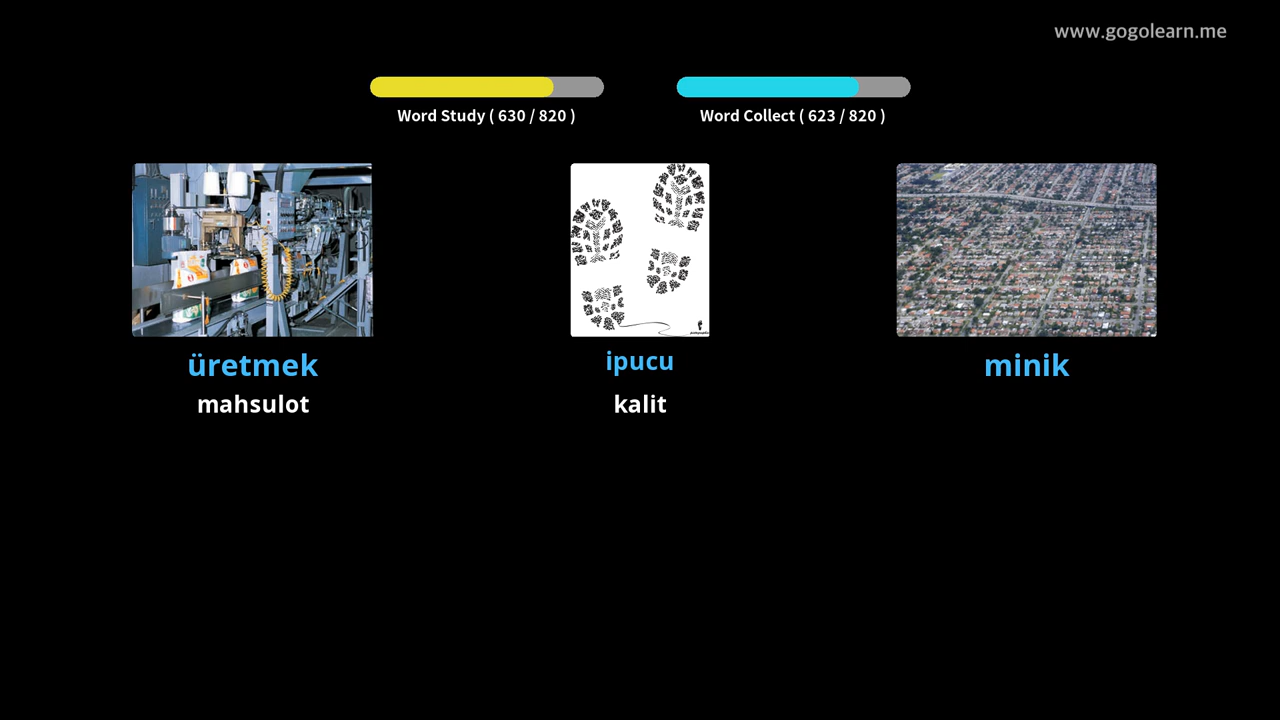 www.gogolearn.me
Word Study ( 630 / 820 )
Word Collect ( 623 / 820 )
üretmek
ipucu
minik
mahsulot
kalit